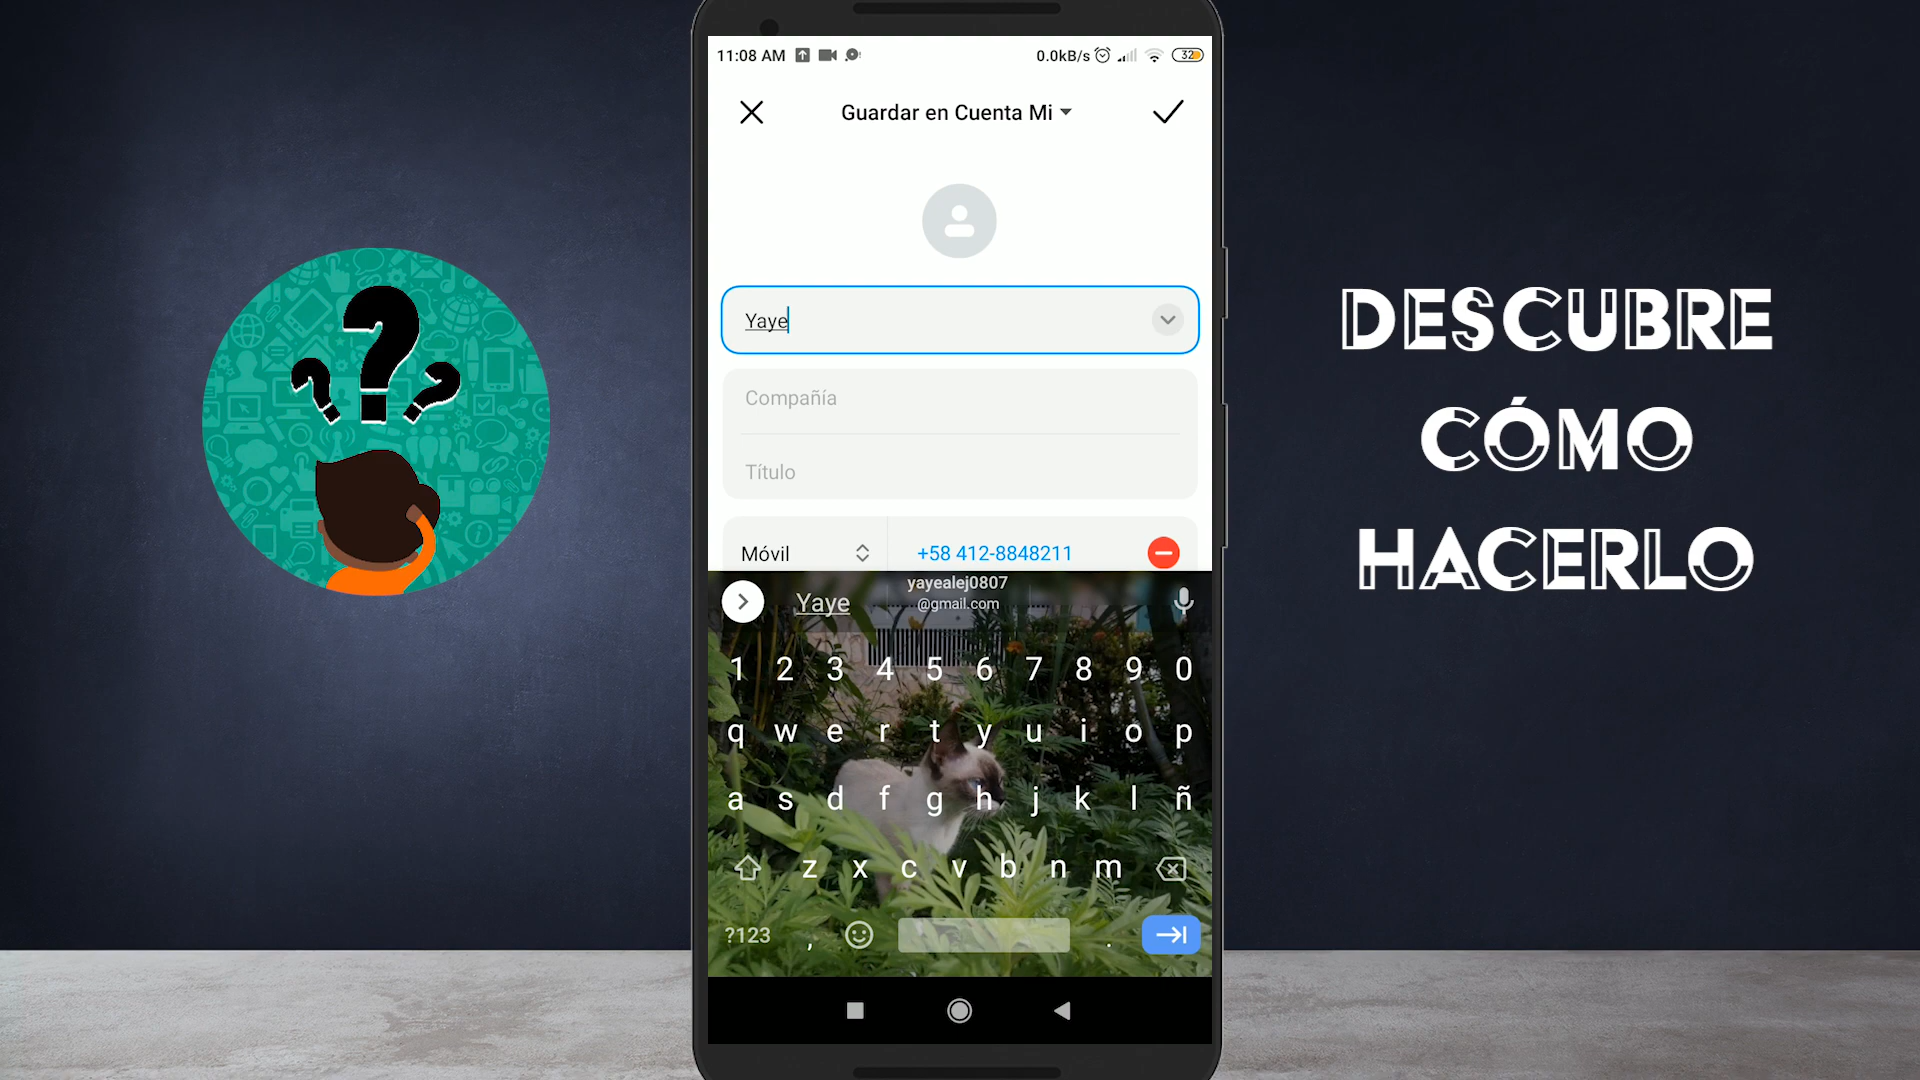 11:08 AM
0.0kB/s
32
Guardar en Cuenta Mi
Yaye
Compañía
Título
Móvil
+58 412-8848211
Yaye
yayealej0807
@gmail.com
1 2 3 4 5 6 7 8 9 0
q w e r t y u i o p
a s d f g h j k l ñ
z x c v b n m
?123 , .
DESCUBRE
CÓMO
HACERLO